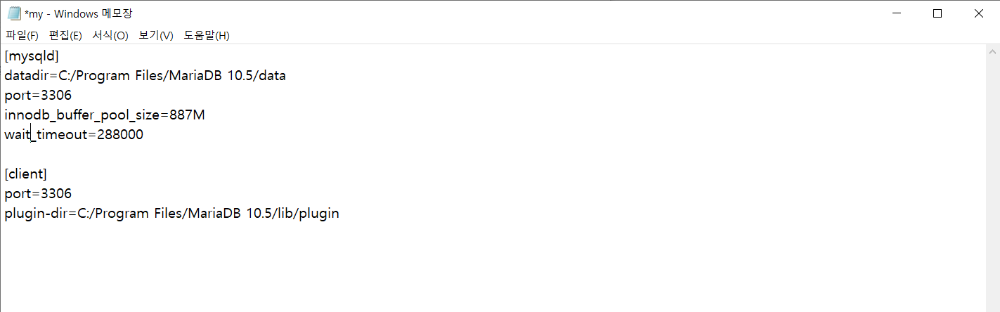 *my - Windows 메모장
파일(F) 편집(E) 서식(O) 보기(V) 도움말(H)
[mysqld]
datadir=C:/Program Files/MariaDB 10.5/data
port=3306
innodb_buffer_pool_size=887M
wait_timeout=288000
[client]
port=3306
plugin-dir=C:/Program Files/MariaDB 10.5/lib/plugin